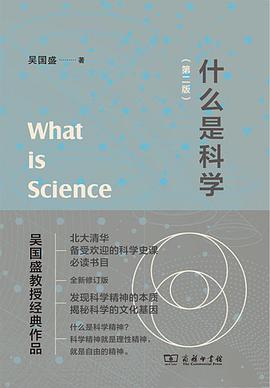 吴国盛 著
什么是科学
(第二版)
What
is
Science
吴国盛教授经典作品
北大清华
备受欢迎的科学史课
必读书目
全新修订版
发现科学精神的本质
揭秘科学的文化基因
什么是科学精神?
科学精神就是理性精神,
就是自由的精神。
商务印书馆
The Commercial Press